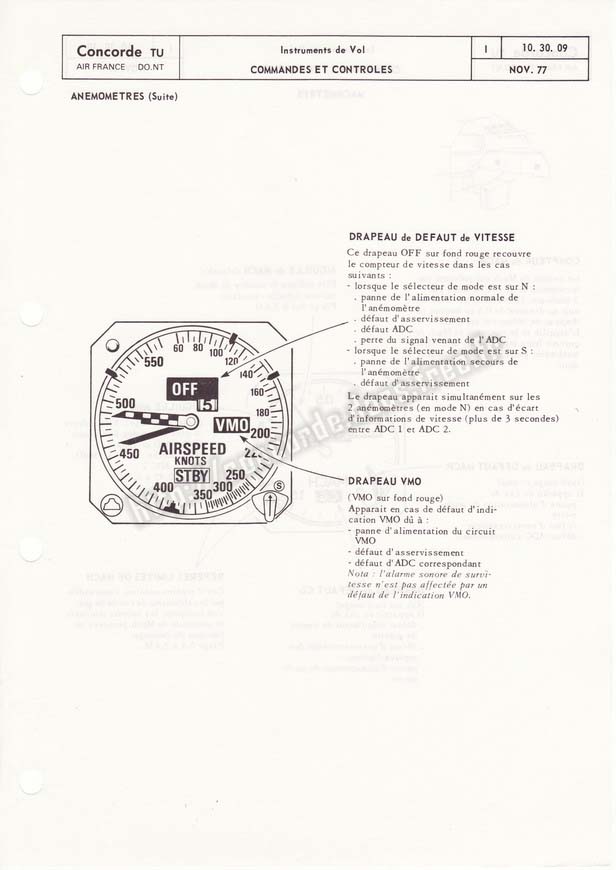 Concorde TU
AIR FRANCE DO.NT
Instruments de Vol
COMMANDES ET CONTROLES
I
10. 30. 09
NOV. 77
ANEMOMETRES (Suite)
DRAPEAU de DEFAUT de VITESSE
Ce drapeau OFF sur fond rouge recouvre
le compteur de vitesse dans les cas
suivants :
- lorsque le sélecteur de mode est sur N :
. panne de l'alimentation normale de
l'anémomètre
. défaut d'asservissement
. défaut ADC
. perte du signal venant de l'ADC
- lorsque le sélecteur de mode est sur S :
. panne de l'alimentation secours de
l'anémomètre
. défaut d'asservissement
Le drapeau apparait simultanément sur les
2 anémomètres (en mode N) en cas d'écart
d'informations de vitesse (plus de 3 secondes)
entre ADC 1 et ADC 2.
60 80 100 120 140 160 180 200 250 300 350 400 450 500 550
OFF
5
VMO
AIRSPEED
KNOTS
STBY
S
DRAPEAU VMO
(VMO sur fond rouge)
Apparait en cas de défaut d'indi-
cation VMO dû à :
- panne d'alimentation du circuit
VMO
- défaut d'asservissement
- défaut d'ADC correspondant
Nota : l'alarme sonore de survi-
tesse n'est pas affectée par un
défaut de l'indication VMO.